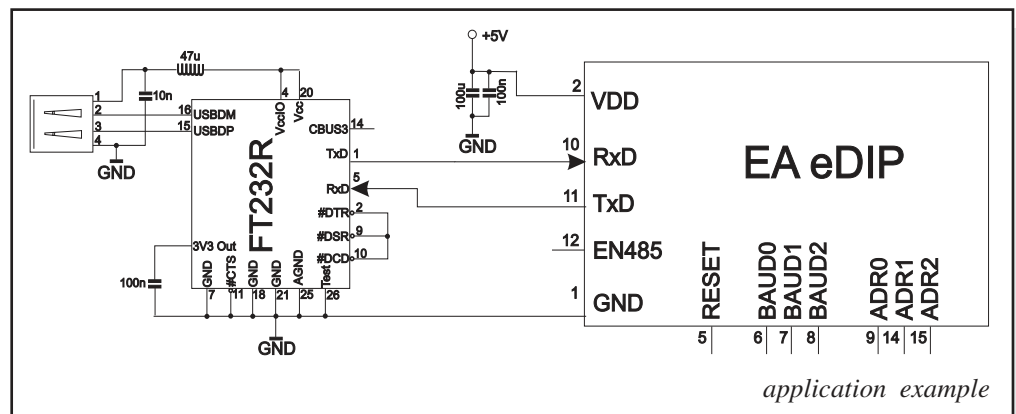 +5V
47u
1
2
3
4
GND
10n
16 USBDM
15 USBDP
4
VccIO
20
Vcc
CBUS3 14
TxD 1
RxD 5
#DTR 2
#DSR 9
#DCD 10
FT232R
3V3 Out
100n
GND
7
#CTS
11
GND
18
GND
21
AGND
25
Test
26
GND
100u
100n
GND
2 VDD
10 RxD
11 TxD
12 EN485
1 GND
EA eDIP
RESET
5
BAUD0
6
BAUD1
7
BAUD2
8
ADR0
9
ADR1
14
ADR2
15
application example